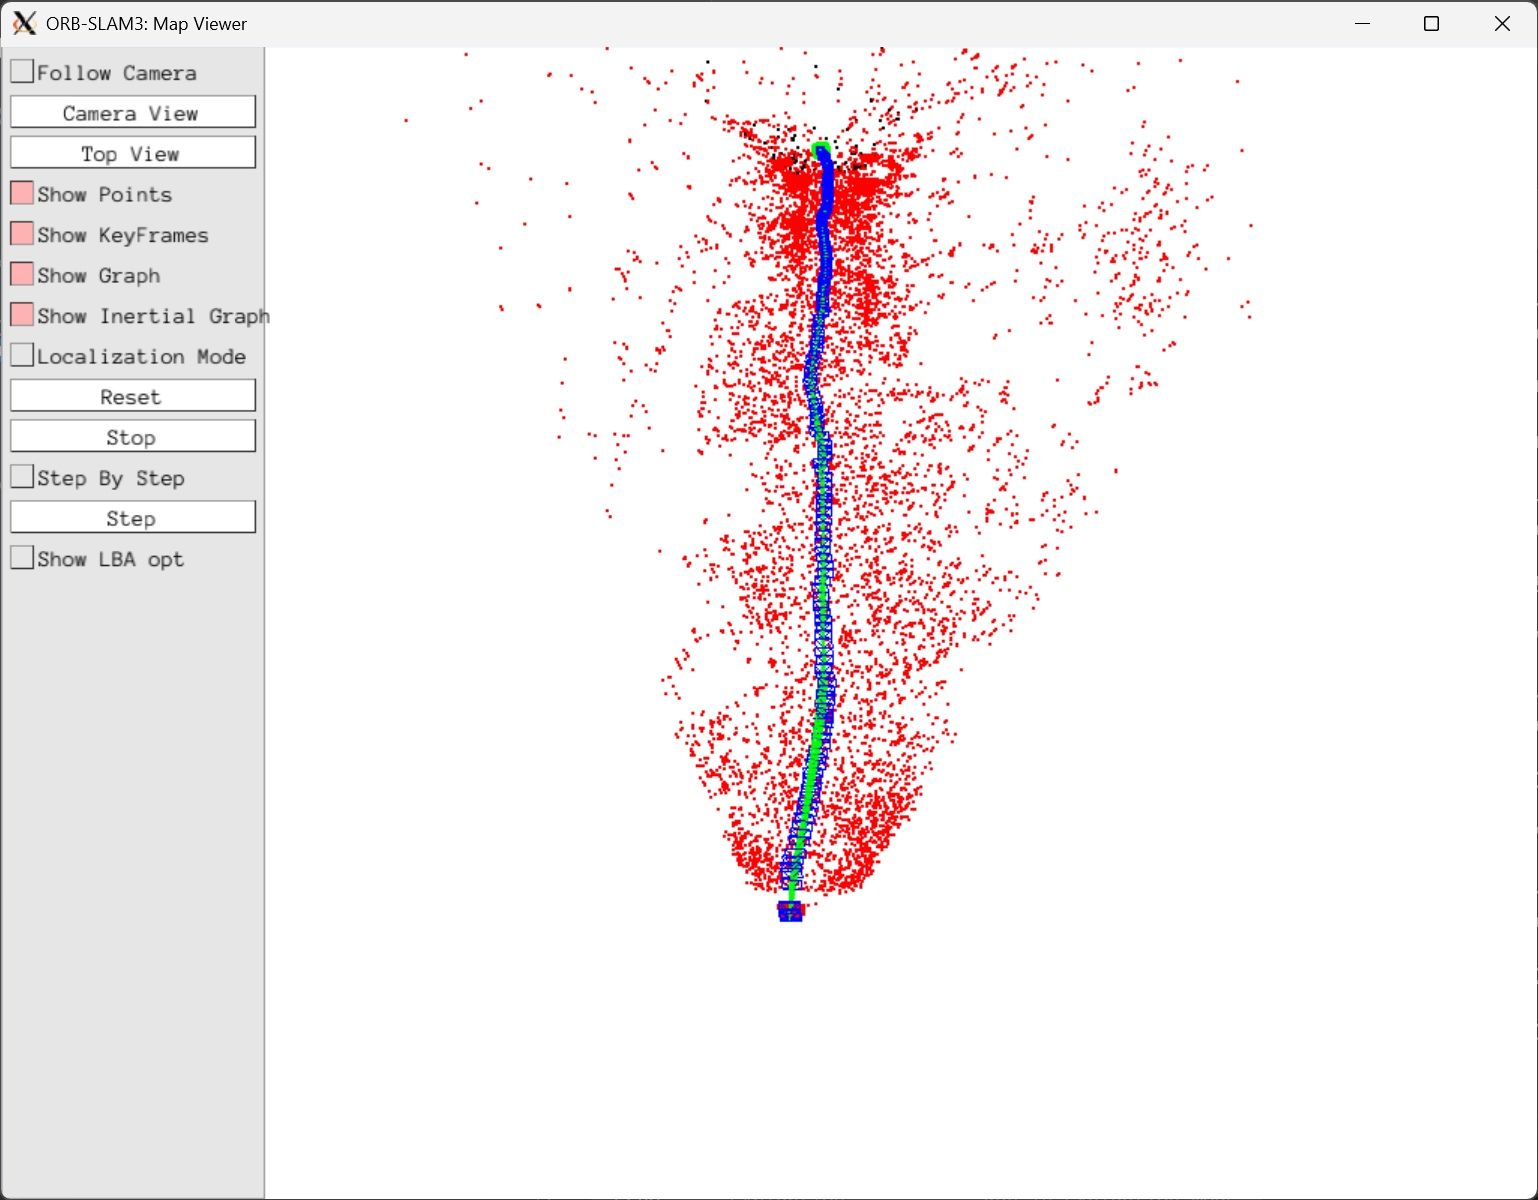 ORB-SLAM3: Map Viewer
Follow Camera
Camera View
Top View
Show Points
Show KeyFrames
Show Graph
Show Inertial Graph
Localization Mode
Reset
Stop
Step By Step
Step
Show LBA opt